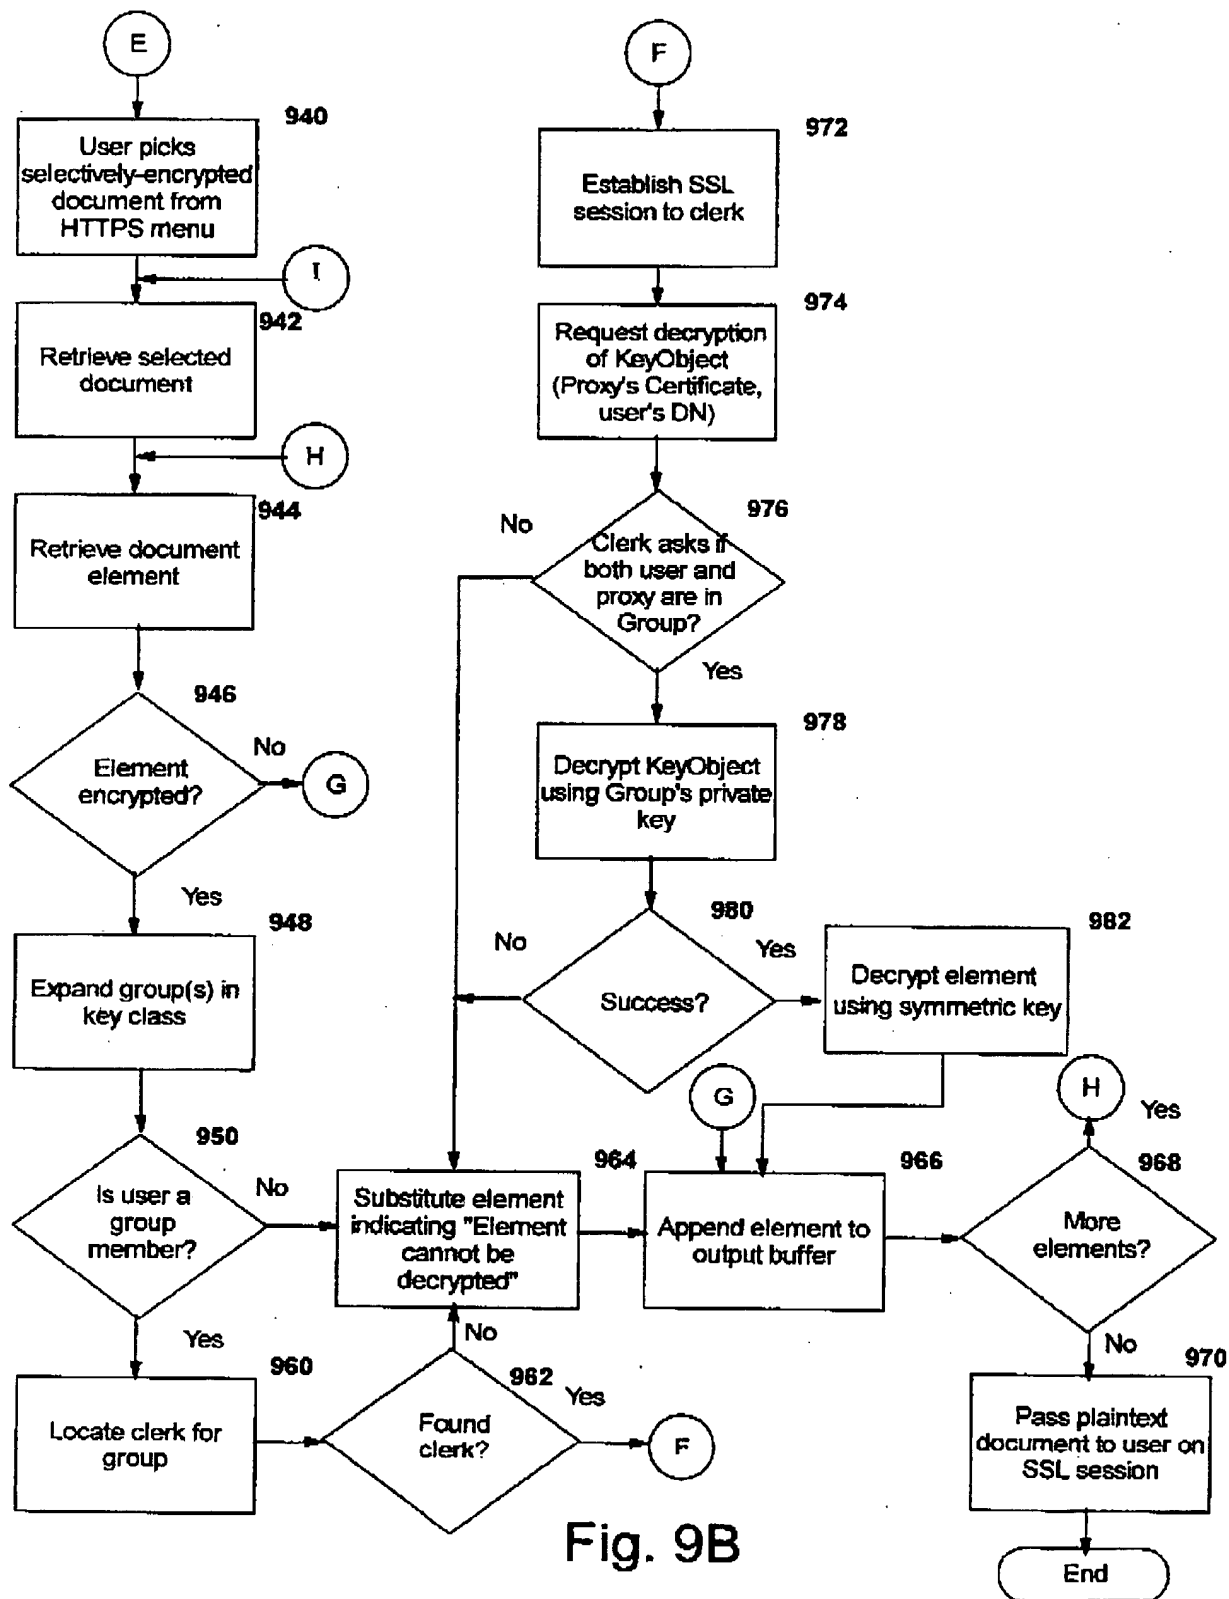 E
940
User picks
selectively-encrypted
document from
HTTPS menu
I
942
Retrieve selected
document
H
944
Retrieve document
element
946
Element
encrypted?
No
G
Yes
948
Expand group(s) in
key class
950
Is user a
group
member?
No
Yes
960
Locate clerk for
group
962
Found
clerk?
No
Yes
F
F
972
Establish SSL
session to clerk
974
Request decryption
of KeyObject
(Proxy's Certificate,
user's DN)
976
Clerk asks if
both user and
proxy are in
Group?
No
Yes
978
Decrypt KeyObject
using Group's private
key
980
Success?
No
Yes
982
Decrypt element
using symmetric key
964
Substitute element
indicating "Element
cannot be
decrypted"
G
966
Append element to
output buffer
H
Yes
968
More
elements?
No
970
Pass plaintext
document to user on
SSL session
End
Fig. 9B